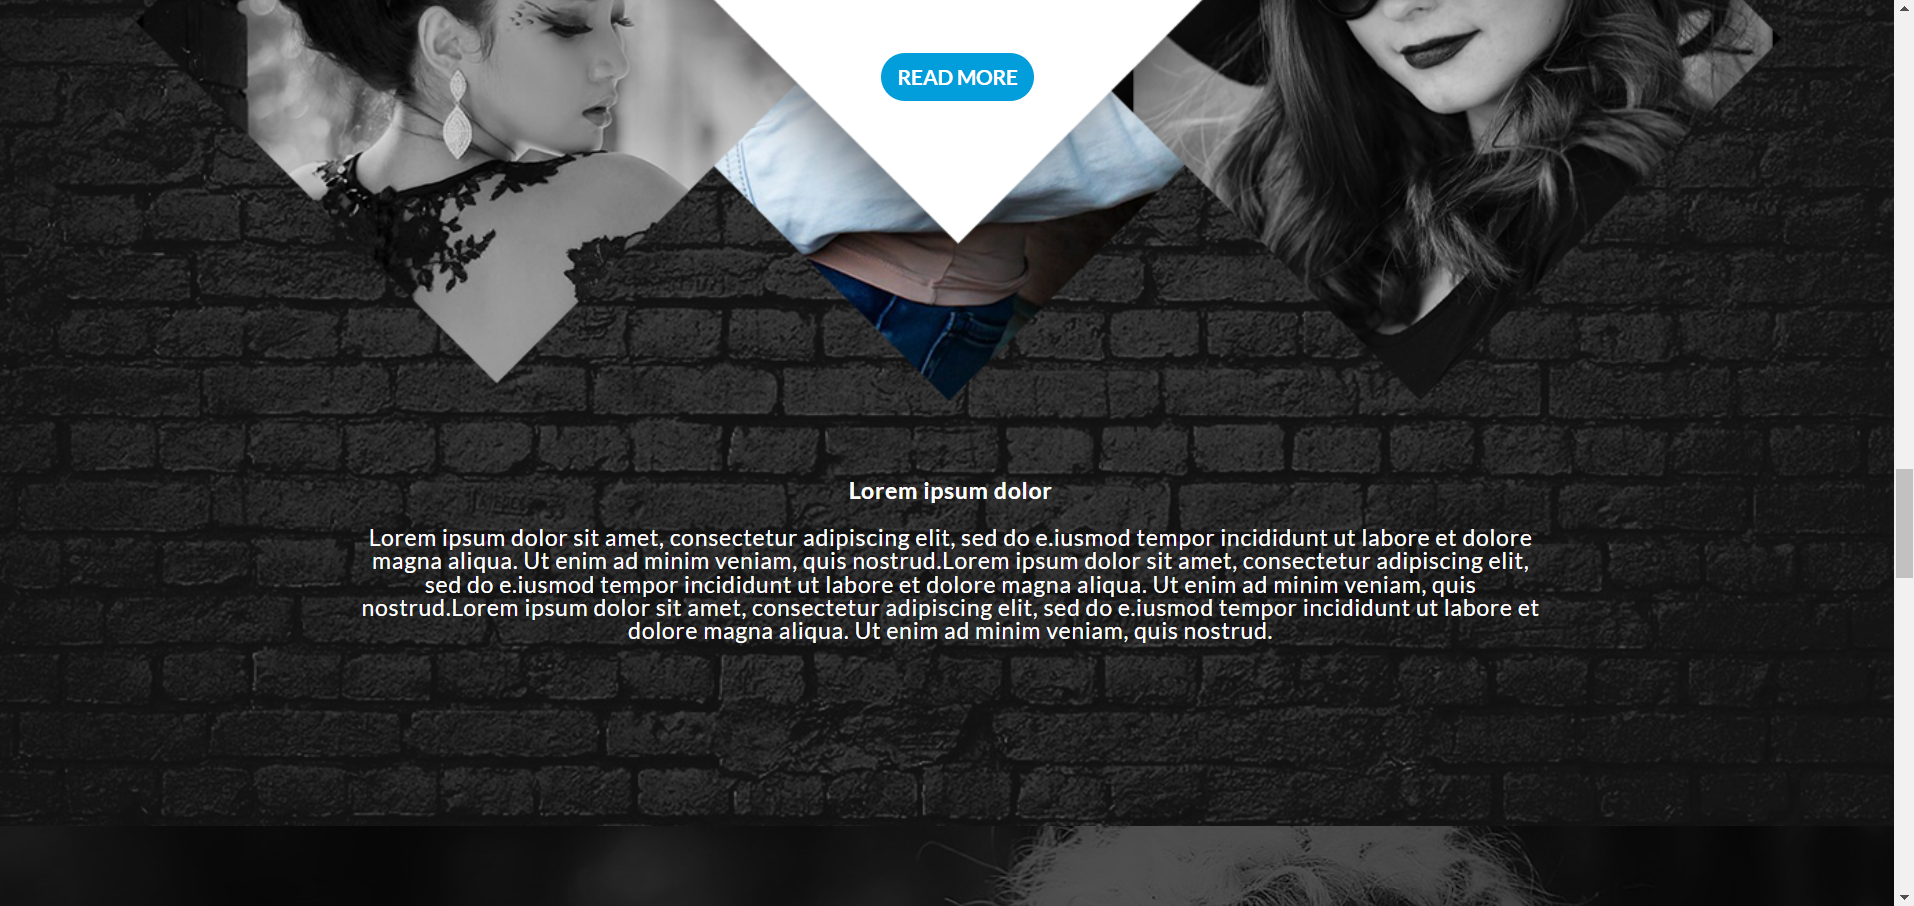 READ MORE
Lorem ipsum dolor
Lorem ipsum dolor sit amet, consectetur adipiscing elit, sed do e.iusmod tempor incididunt ut labore et dolore
magna aliqua. Ut enim ad minim veniam, quis nostrud.Lorem ipsum dolor sit amet, consectetur adipiscing elit,
sed do e.iusmod tempor incididunt ut labore et dolore magna aliqua. Ut enim ad minim veniam, quis
nostrud.Lorem ipsum dolor sit amet, consectetur adipiscing elit, sed do e.iusmod tempor incididunt ut labore et
dolore magna aliqua. Ut enim ad minim veniam, quis nostrud.